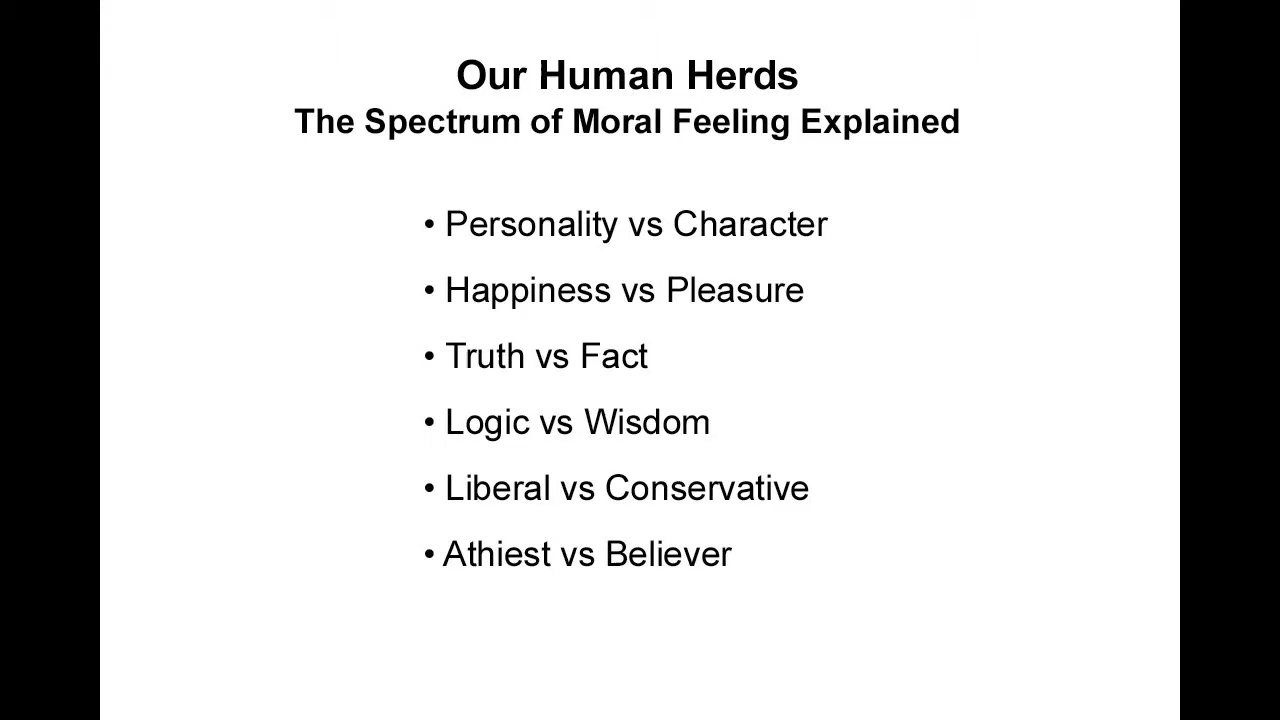 Our Human Herds
The Spectrum of Moral Feeling Explained
• Personality vs Character
• Happiness vs Pleasure
• Truth vs Fact
• Logic vs Wisdom
• Liberal vs Conservative
• Athiest vs Believer